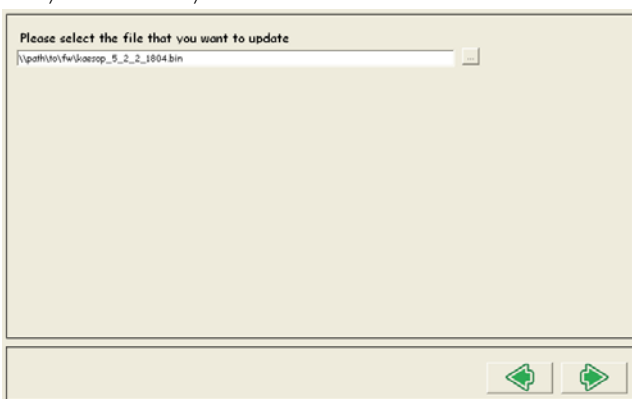 Please select the file that you want to update
\\path\to\fw\kaesop_5_2_2_1804.bin
...